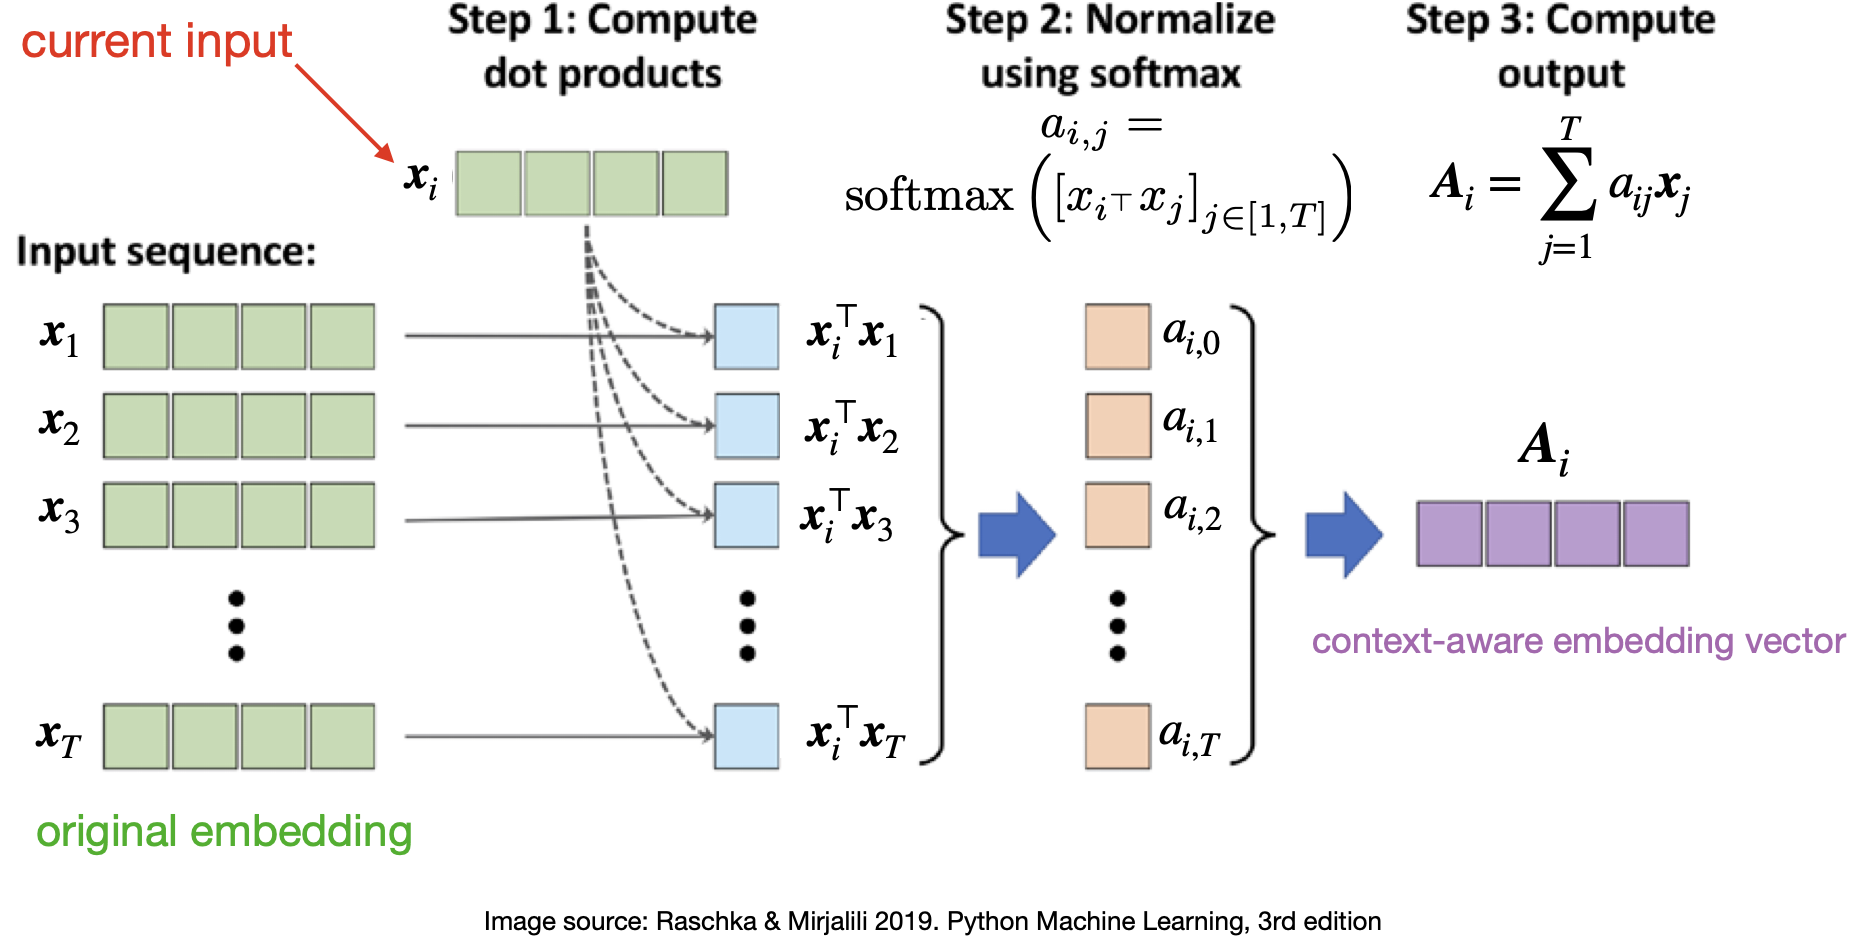 current input
Step 1: Compute
dot products
Step 2: Normalize
using softmax
Step 3: Compute
output
a_{i,j} =
softmax ([x_{i^⊤} x_j]_{j∈[1,T]})
A_i = ∑_{j=1}^{T} a_{ij} x_j
x_i
Input sequence:
x_1
x_i^⊤ x_1
a_{i,0}
x_2
x_i^⊤ x_2
a_{i,1}
x_3
x_i^⊤ x_3
a_{i,2}
A_i
context-aware embedding vector
x_T
x_i^⊤ x_T
a_{i,T}
original embedding
Image source: Raschka & Mirjalili 2019. Python Machine Learning, 3rd edition